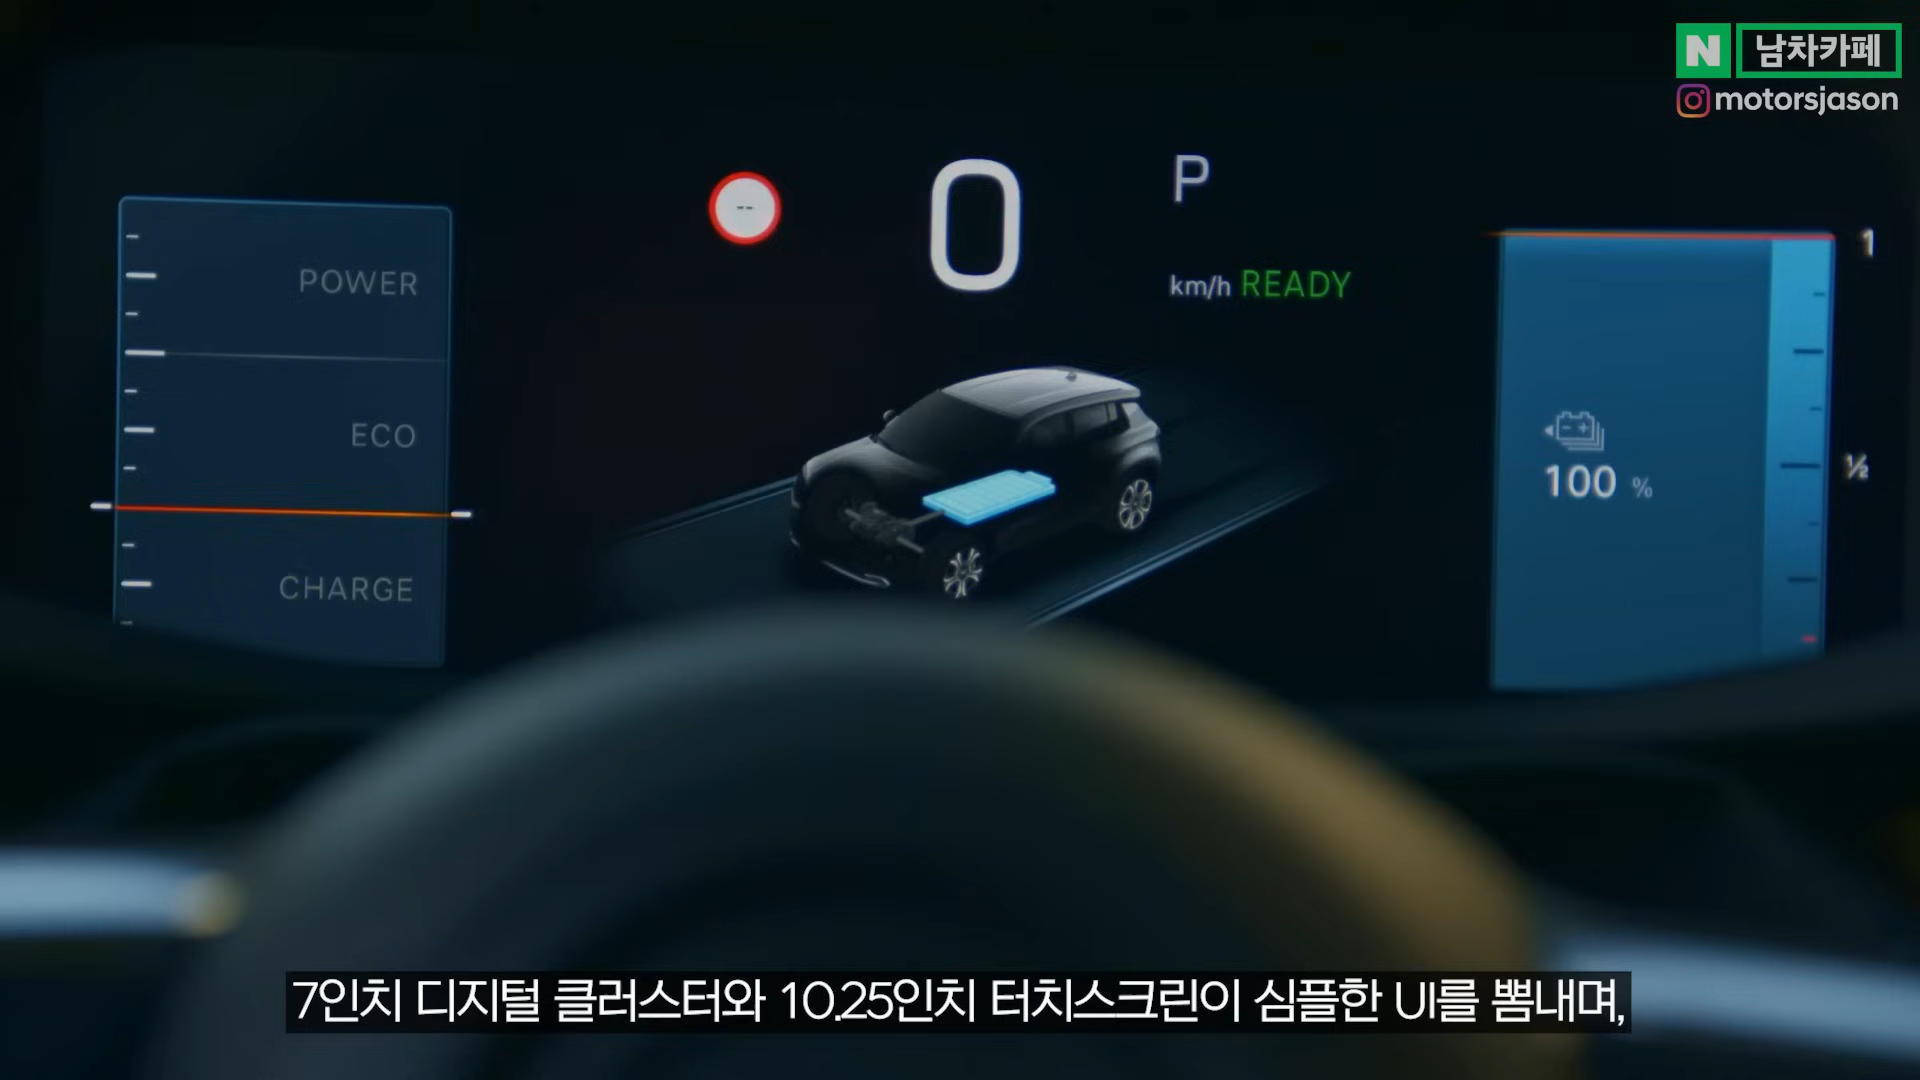 N 남차카페
motorsjason
0
P
--
km/h READY
POWER
ECO
CHARGE
1
½
100 %
7인치 디지털 클러스터와 10.25인치 터치스크린이 심플한 UI를 뽐내며,